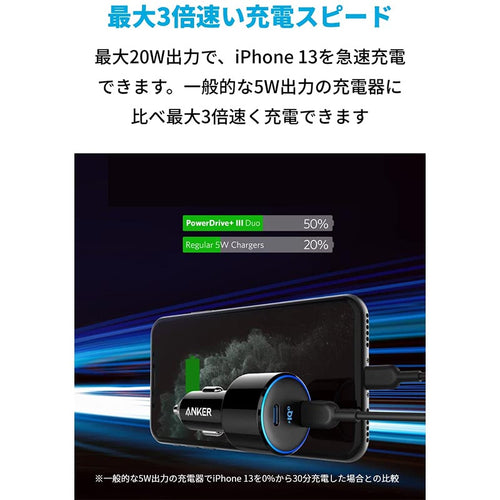 最大3倍速い充電スピード
最大20W出力で、iPhone 13を急速充電
できます。一般的な5W出力の充電器に
比べ最大3倍速く充電できます
PowerDrive+ III Duo 50%
Regular 5W Chargers 20%
ANKER
IQ
※一般的な5W出力の充電器でiPhone 13を0%から30分充電した場合との比較